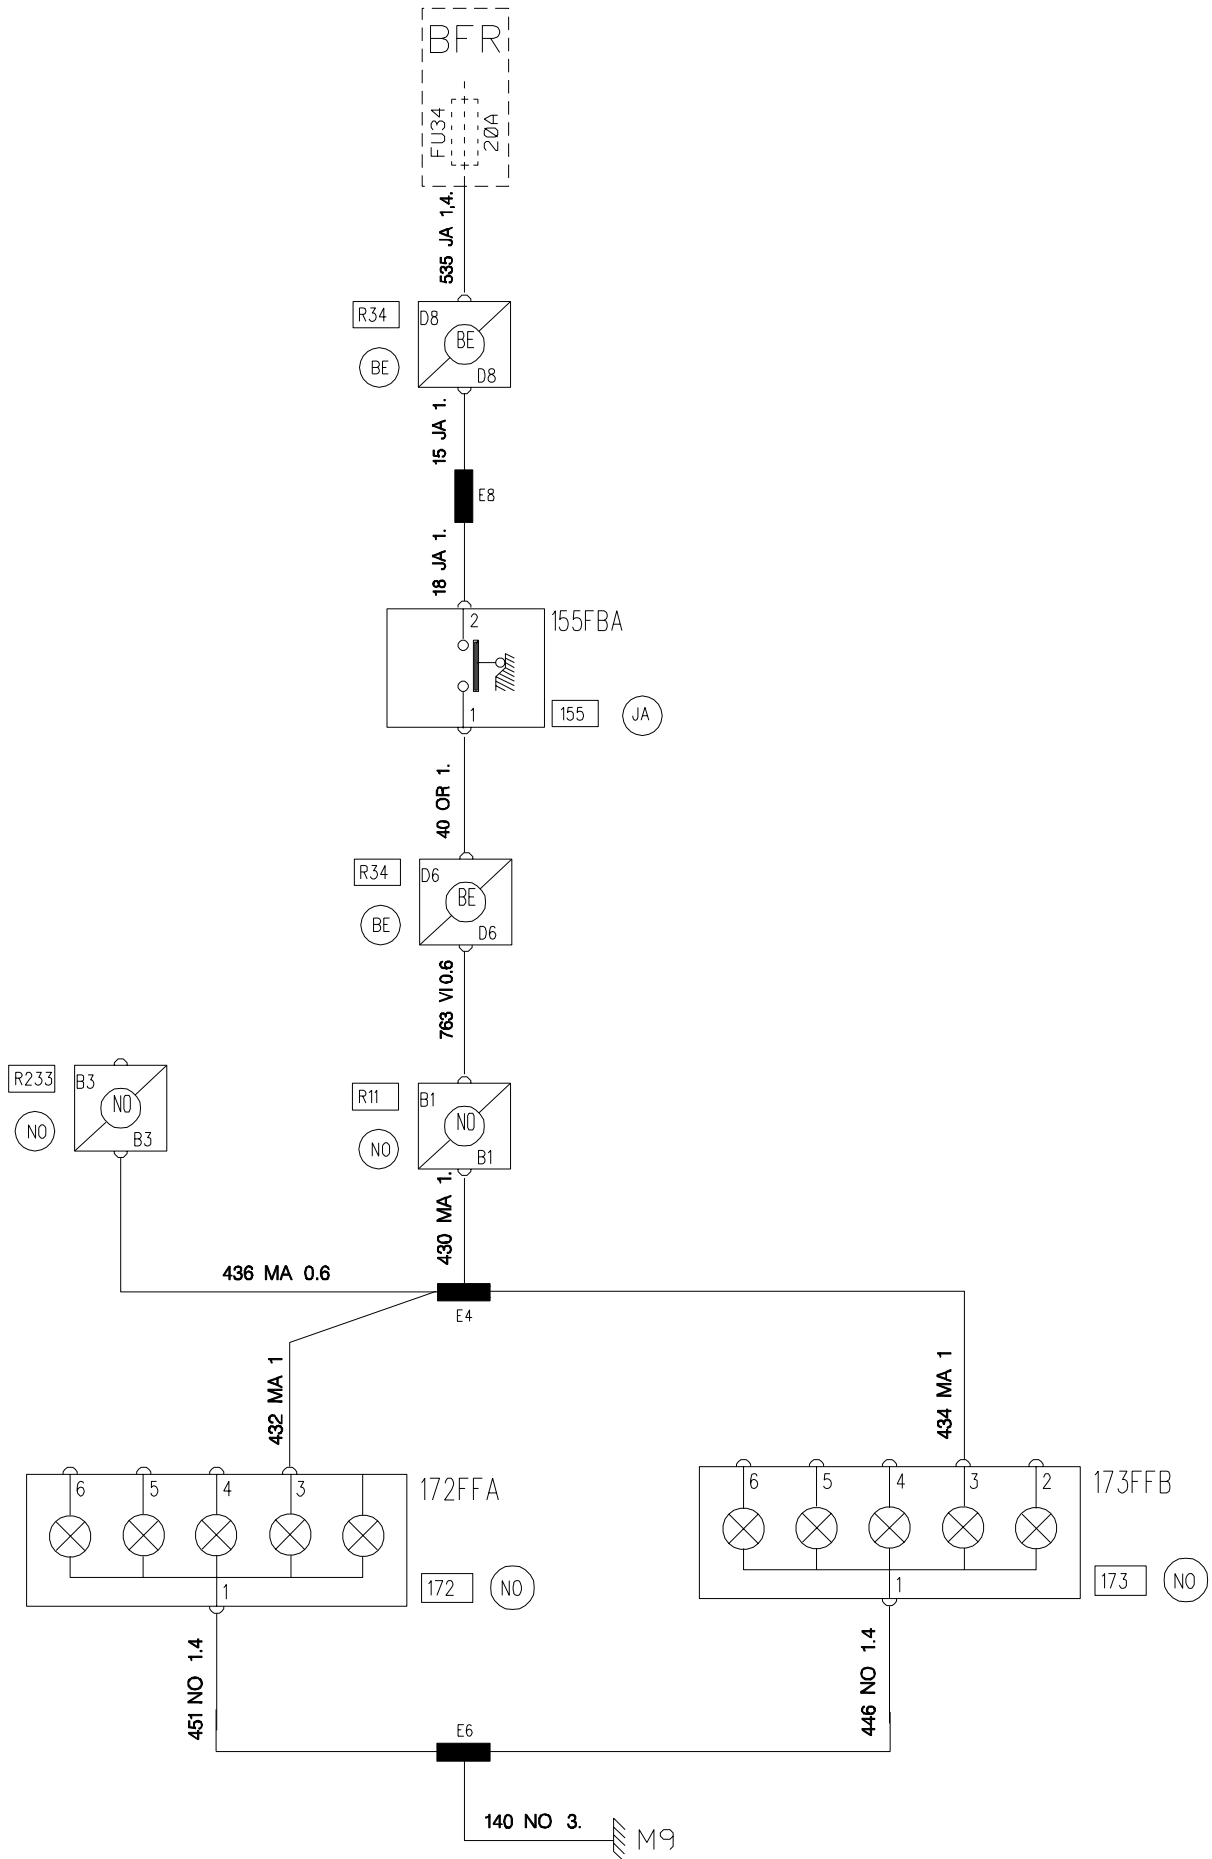 BFR
FU34
20A
535 JA 1,4.
R34
D8
BE
BE
D8
15 JA 1.
E8
18 JA 1.
2
155FBA
1
155
JA
40 OR 1.
R34
D6
BE
BE
D6
763 VI 0.6
R233
B3
NO
NO
B3
R11
B1
NO
NO
B1
430 MA 1.
436 MA 0.6
E4
432 MA 1
434 MA 1
6
5
4
3
172FFA
1
172
NO
6
5
4
3
2
173FFB
1
173
NO
451 NO 1.4
446 NO 1.4
E6
140 NO 3.
M9